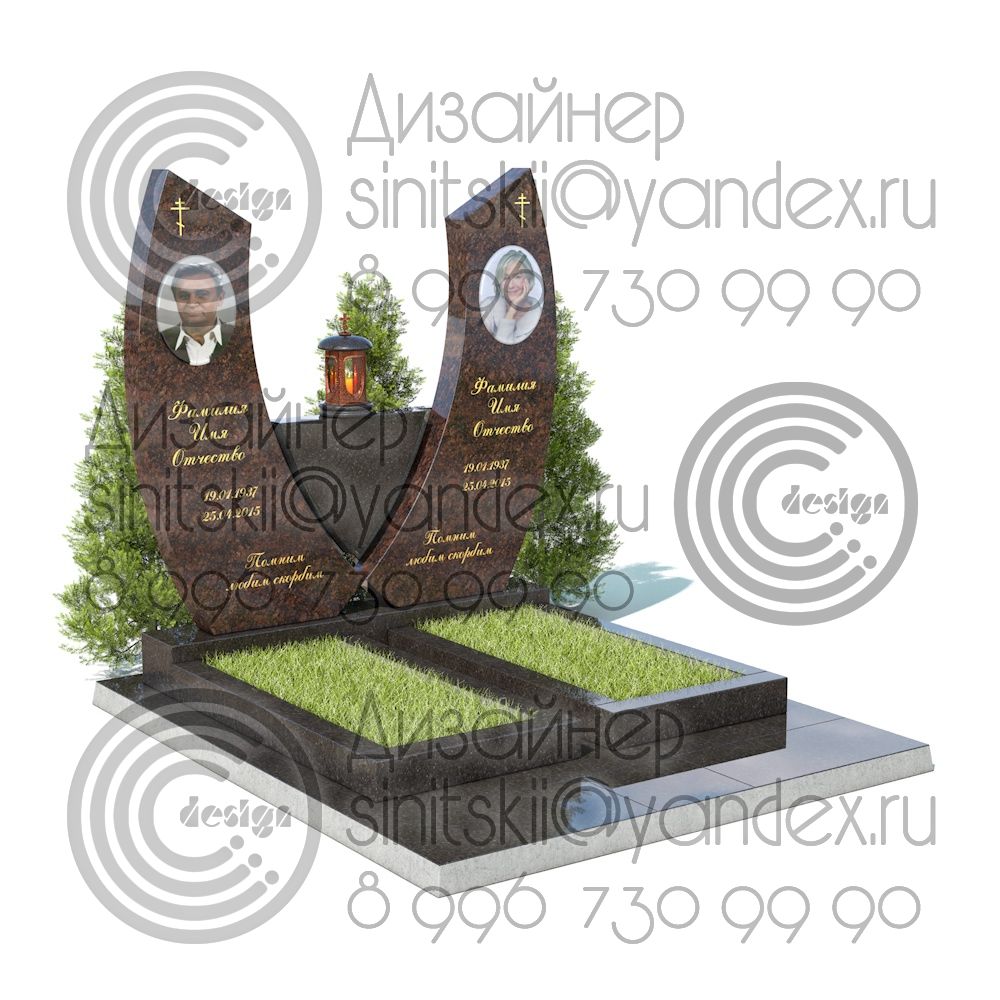 Дизайнер
sinitskii@yandex.ru
8 996 730 99 90
design
Фамилия
Имя
Отчество
19.01.1937
25.04.2015
Помним
любим скорбим
Фамилия
Имя
Отчество
19.01.1937
25.04.2015
Помним
любим скорбим
Дизайнер
sinitskii@yandex.ru
8 996 730 99 90
design
design
Дизайнер
sinitskii@yandex.ru
8 996 730 99 90